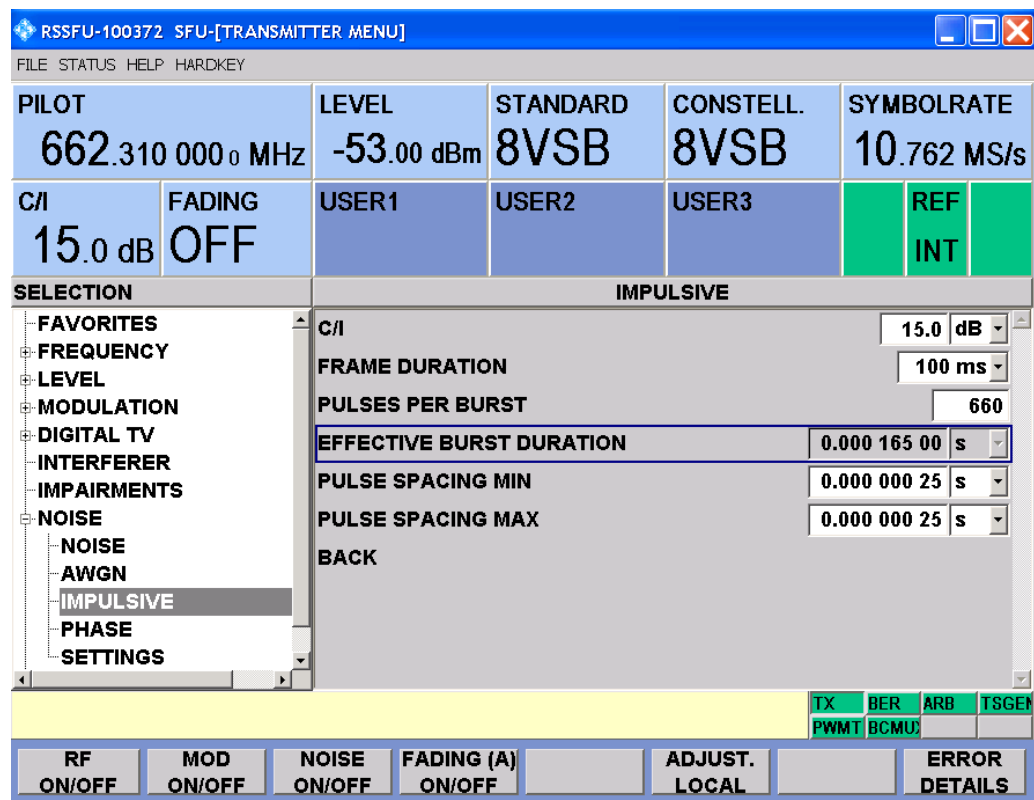 RSSFU-100372 SFU-[TRANSMITTER MENU]
FILE STATUS HELP HARDKEY
PILOT
662.310 000 0 MHz
LEVEL
-53.00 dBm
STANDARD
8VSB
CONSTELL.
8VSB
SYMBOLRATE
10.762 MS/s
C/I
15.0 dB
FADING
OFF
USER1
USER2
USER3
REF
INT
SELECTION
FAVORITES
FREQUENCY
LEVEL
MODULATION
DIGITAL TV
INTERFERER
IMPAIRMENTS
NOISE
NOISE
AWGN
IMPULSIVE
PHASE
SETTINGS
IMPULSIVE
C/I 15.0 dB
FRAME DURATION 100 ms
PULSES PER BURST 660
EFFECTIVE BURST DURATION 0.000 165 00 s
PULSE SPACING MIN 0.000 000 25 s
PULSE SPACING MAX 0.000 000 25 s
BACK
TX BER ARB TSGEN
PWMT BCMU
RF
ON/OFF
MOD
ON/OFF
NOISE
ON/OFF
FADING (A)
ON/OFF
ADJUST.
LOCAL
ERROR
DETAILS